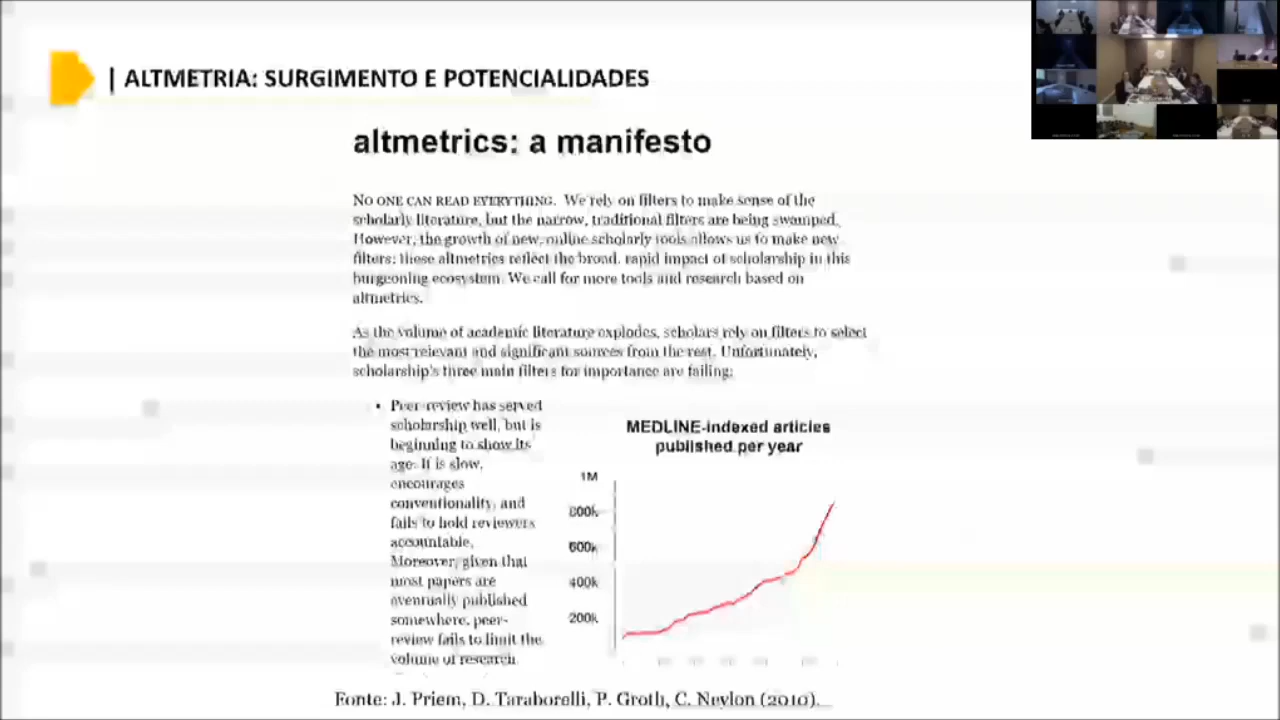 | ALTMETRIA: SURGIMENTO E POTENCIALIDADES
altmetrics: a manifesto
NO ONE CAN READ EVERYTHING. We rely on filters to make sense of the
scholarly literature, but the narrow, traditional filters are being swamped.
However, the growth of new, online scholarly tools allows us to make new
filters; these altmetrics reflect the broad, rapid impact of scholarship in this
burgeoning ecosystem. We call for more tools and research based on
altmetrics.
As the volume of academic literature explodes, scholars rely on filters to select
the most relevant and significant sources from the rest. Unfortunately,
scholarship's three main filters for importance are failing:
• Peer-review has served
scholarship well, but is
beginning to show its
age. It is slow,
encourages
conventionality, and
fails to hold reviewers
accountable.
Moreover, given that
most papers are
eventually published
somewhere, peer-
review fails to limit the
volume of research
MEDLINE-indexed articles
published per year
1M
800k
600k
400k
200k
Fonte: J. Priem, D. Taraborelli, P. Groth, C. Neylon (2010).